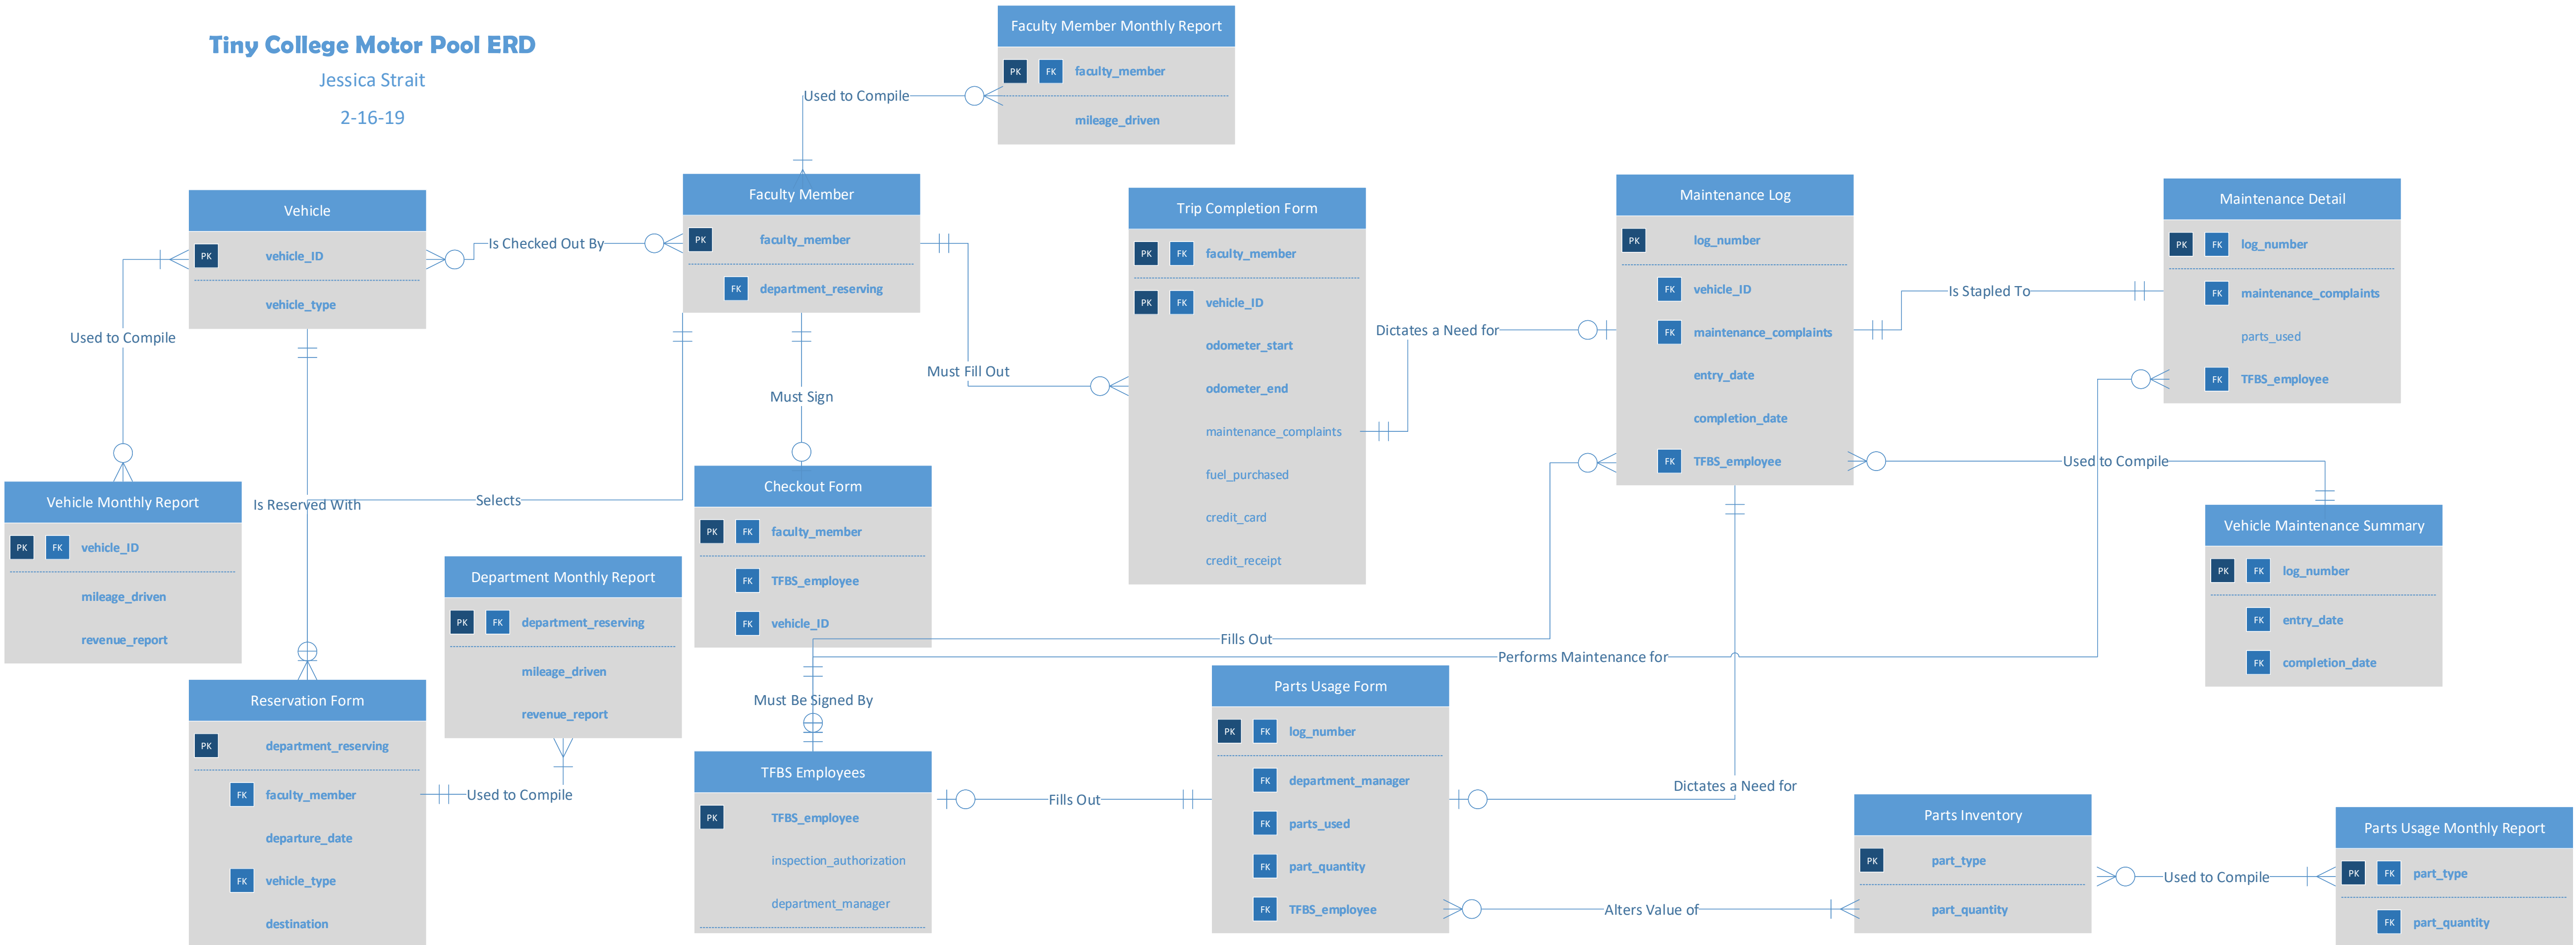 Tiny College Motor Pool ERD
Jessica Strait
2-16-19
Faculty Member Monthly Report
PK FK faculty_member
mileage_driven
Used to Compile
Vehicle
PK vehicle_ID
vehicle_type
Is Checked Out By
Faculty Member
PK faculty_member
FK department_reserving
Trip Completion Form
PK FK faculty_member
PK FK vehicle_ID
odometer_start
odometer_end
maintenance_complaints
fuel_purchased
credit_card
credit_receipt
Maintenance Log
PK log_number
FK vehicle_ID
FK maintenance_complaints
entry_date
completion_date
FK TFBS_employee
Maintenance Detail
PK FK log_number
FK maintenance_complaints
parts_used
FK TFBS_employee
Is Stapled To
Dictates a Need for
Used to Compile
Must Fill Out
Must Sign
Used to Compile
Vehicle Monthly Report
PK FK vehicle_ID
mileage_driven
revenue_report
Is Reserved With
Selects
Checkout Form
PK FK faculty_member
FK TFBS_employee
FK vehicle_ID
Vehicle Maintenance Summary
PK FK log_number
FK entry_date
FK completion_date
Department Monthly Report
PK FK department_reserving
mileage_driven
revenue_report
Fills Out
Performs Maintenance for
Must Be Signed By
Reservation Form
PK department_reserving
FK faculty_member
departure_date
FK vehicle_type
destination
Used to Compile
TFBS Employees
PK TFBS_employee
inspection_authorization
department_manager
Fills Out
Parts Usage Form
PK FK log_number
FK department_manager
FK parts_used
FK part_quantity
FK TFBS_employee
Dictates a Need for
Alters Value of
Parts Inventory
PK part_type
part_quantity
Used to Compile
Parts Usage Monthly Report
PK FK part_type
FK part_quantity